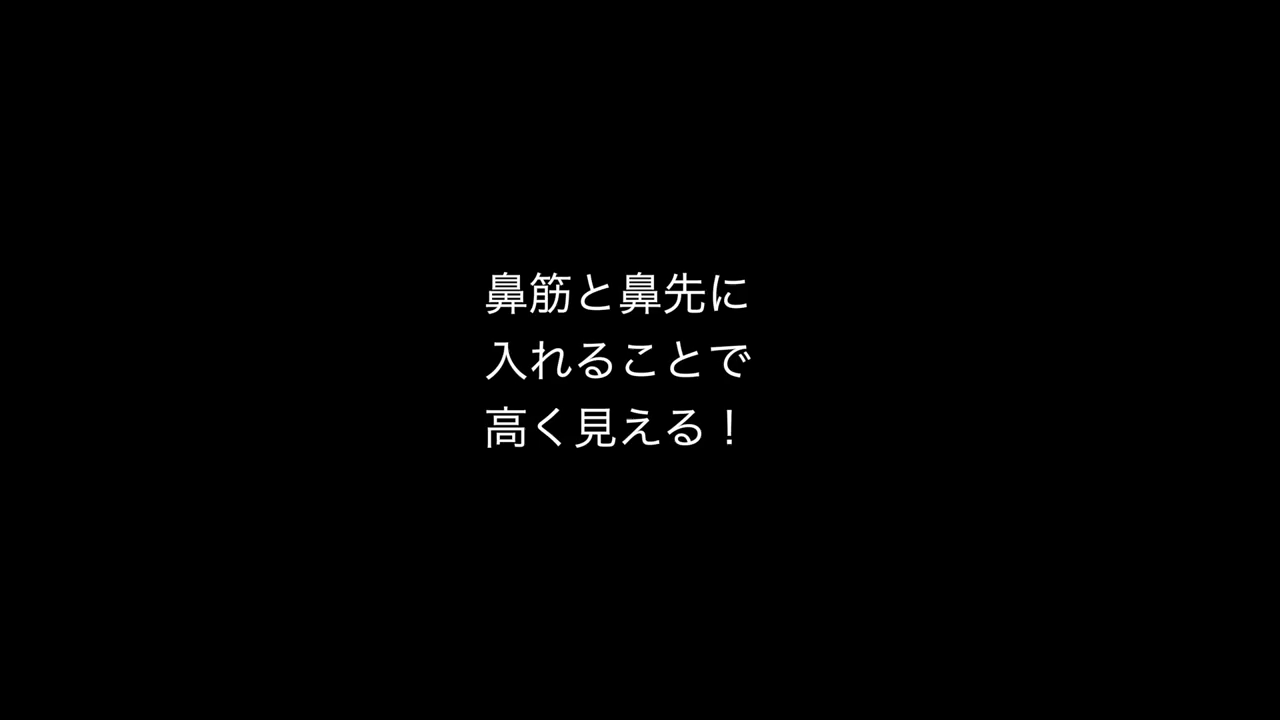 鼻筋と鼻先に
入れることで
高く見える！